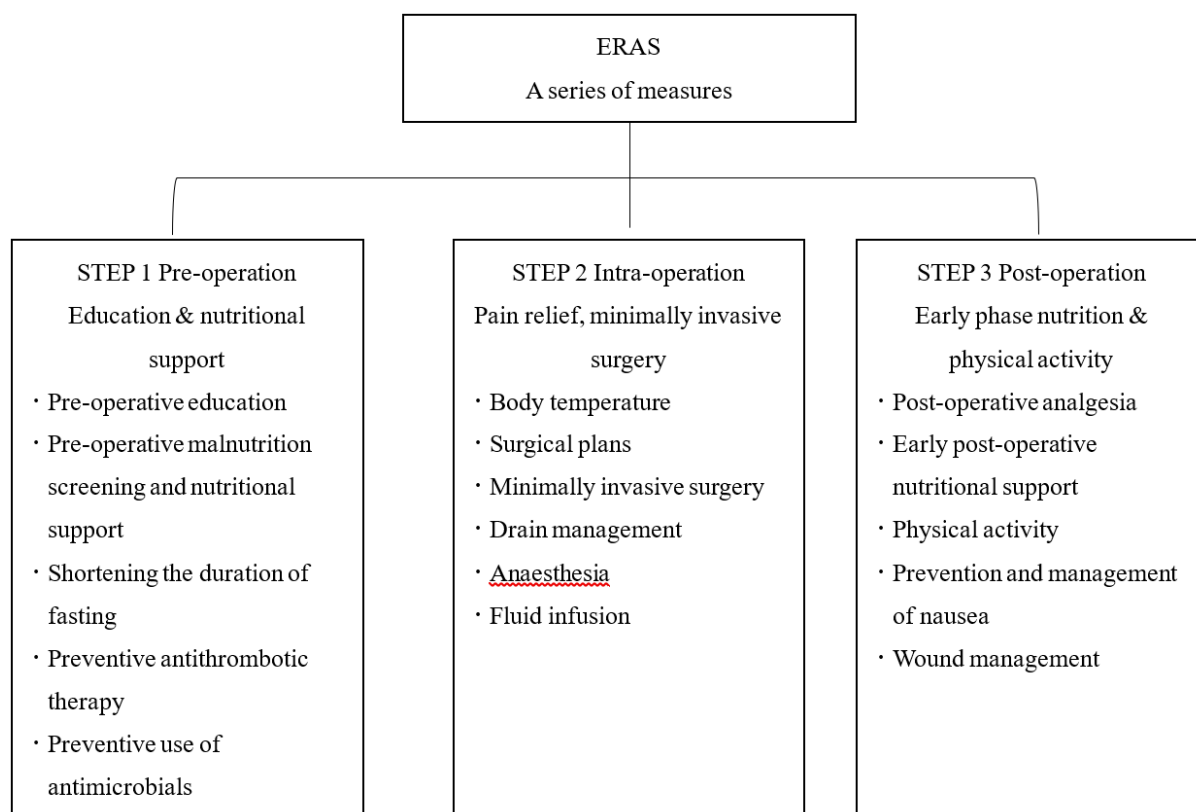 ERAS
A series of measures
STEP 1 Pre-operation
Education & nutritional
support
・Pre-operative education
・Pre-operative malnutrition
screening and nutritional
support
・Shortening the duration of
fasting
・Preventive antithrombotic
therapy
・Preventive use of
antimicrobials
STEP 2 Intra-operation
Pain relief, minimally invasive
surgery
・Body temperature
・Surgical plans
・Minimally invasive surgery
・Drain management
・Anaesthesia
・Fluid infusion
STEP 3 Post-operation
Early phase nutrition &
physical activity
・Post-operative analgesia
・Early post-operative
nutritional support
・Physical activity
・Prevention and management
of nausea
・Wound management